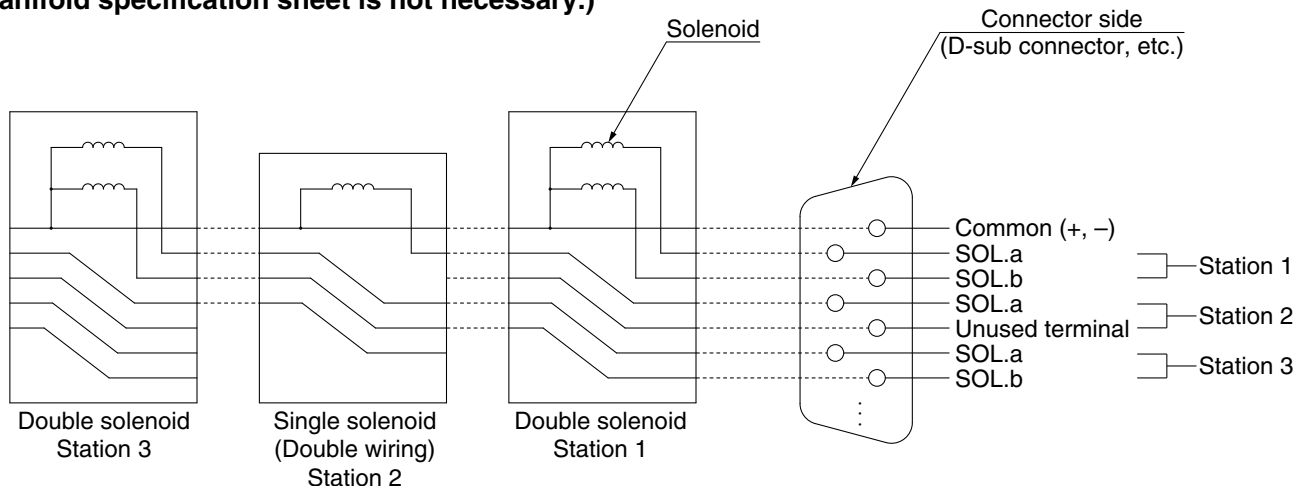 anifold specification sheet is not necessary.)
Solenoid
Connector side
(D-sub connector, etc.)
Common (+, –)
SOL.a
SOL.b
SOL.a
Unused terminal
SOL.a
SOL.b
Station 1
Station 2
Station 3
Double solenoid
Station 3
Single solenoid
(Double wiring)
Station 2
Double solenoid
Station 1